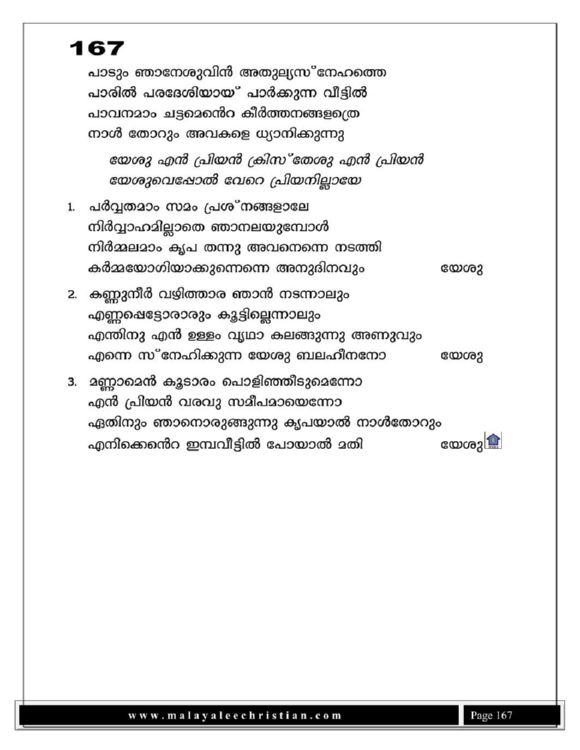 167
പാടും ഞാനേശുവിൻ അതുല്യസ്നേഹത്തെ
പാരിൽ പരദേശിയായ് പാർക്കുന്ന വീട്ടിൽ
പാവനമാം ചട്ടമെൻെറ കീർത്തനങ്ങളത്രെ
നാൾ തോറും അവകളെ ധ്യാനിക്കുന്നു
യേശു എൻ പ്രിയൻ ക്രിസ്തേശു എൻ പ്രിയൻ
യേശുവെപ്പോൽ വേറെ പ്രിയനില്ലായേ
1. പർവ്വതമാം സമം പ്രശ്നങ്ങളാലേ
നിർവ്വാഹമില്ലാതെ ഞാനലയുമ്പോൾ
നിർമ്മലമാം കൃപ തന്നു അവനെന്നെ നടത്തി
കർമ്മയോഗിയാക്കുന്നെന്നെ അനുദിനവും യേശു
2. കണ്ണുനീർ വഴിത്താര ഞാൻ നടന്നാലും
എണ്ണപ്പെട്ടോരാരും കൂട്ടില്ലെന്നാലും
എന്തിനു എൻ ഉള്ളം വ്യഥാ കലങ്ങുന്നു അണുവും
എന്നെ സ്നേഹിക്കുന്ന യേശു ബലഹീനനോ യേശു
3. മണ്ണാമെൻ കൂടാരം പൊളിഞ്ഞീടുമെന്നോ
എൻ പ്രിയൻ വരവു സമീപമായെന്നോ
ഏതിനും ഞാനൊരുങ്ങുന്നു കൃപയാൽ നാൾതോറും
എനിക്കെൻെറ ഇമ്പവീട്ടിൽ പോയാൽ മതി യേശു
www.malayaleechristian.com Page 167